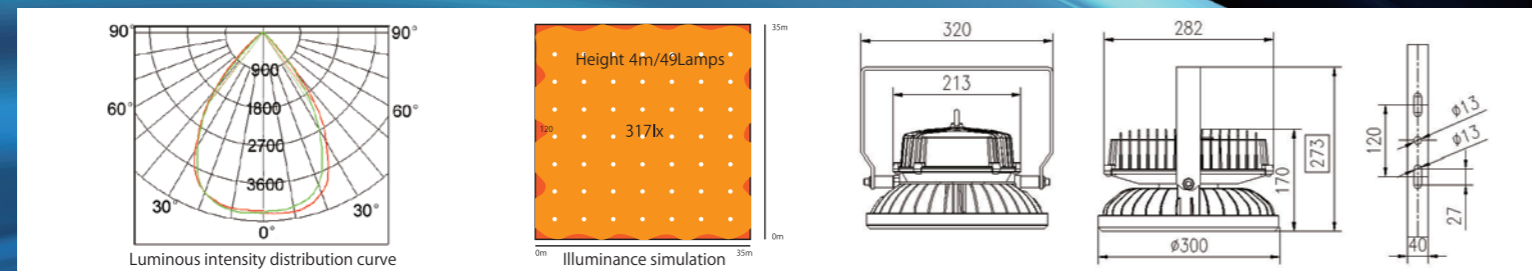 90° 90°
900
1800
60° 60°
2700
3600
30° 30°
0°
Luminous intensity distribution curve
Height 4m/49Lamps
317lx
120
35m
0m
0m 35m
Illuminance simulation
320
213
282
170
273
ø300
ø13
ø13
120
27
40